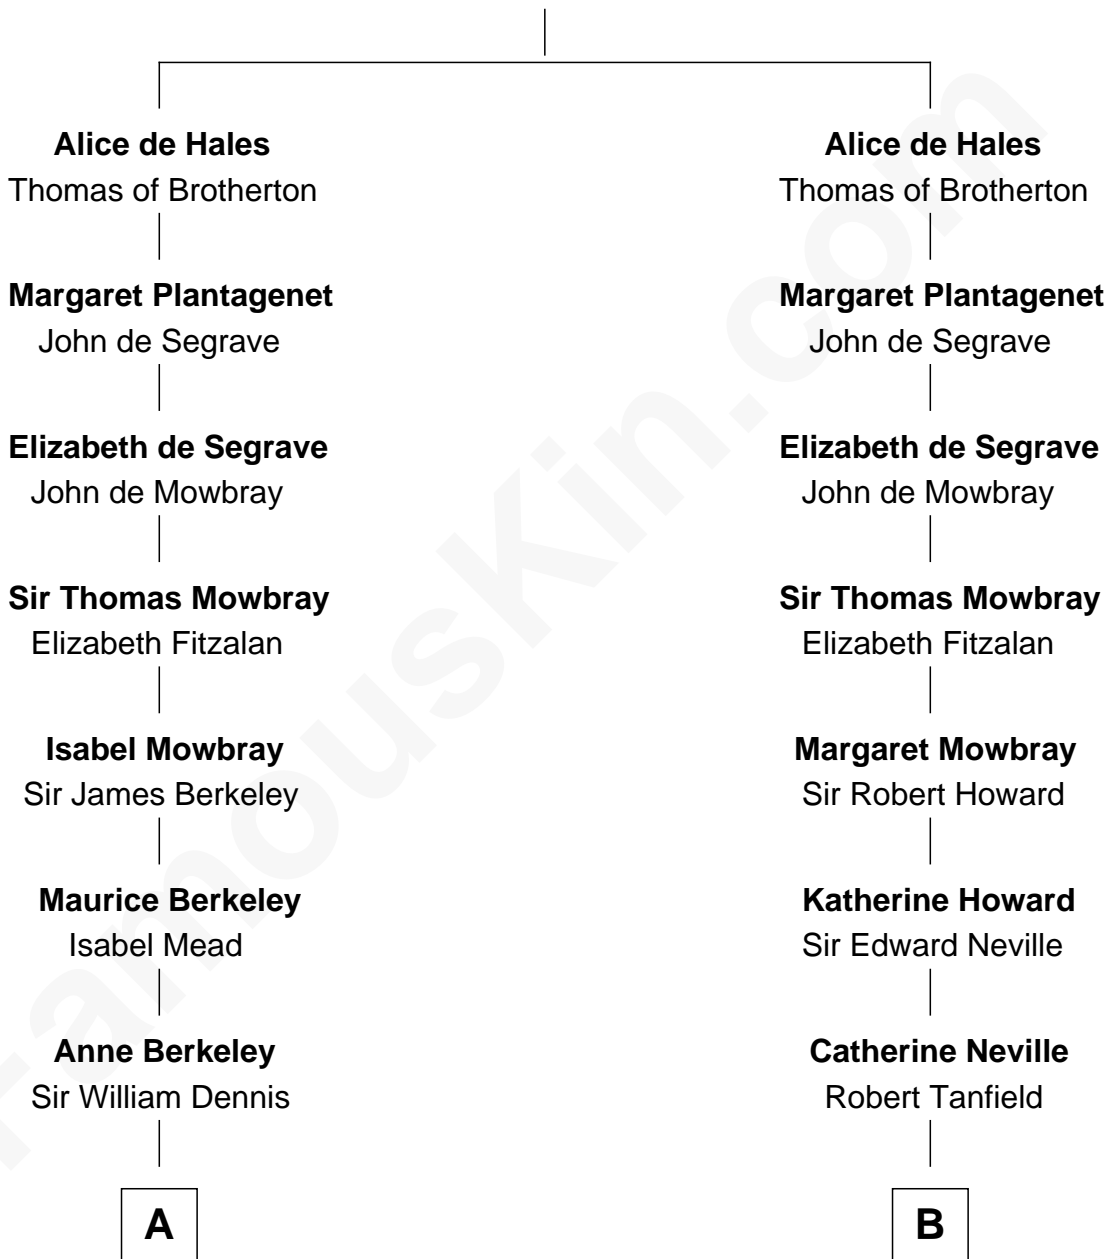 Alice de Hales
Thomas of Brotherton
Margaret Plantagenet
John de Segrave
Elizabeth de Segrave
John de Mowbray
Sir Thomas Mowbray
Elizabeth Fitzalan
Isabel Mowbray
Sir James Berkeley
Maurice Berkeley
Isabel Mead
Anne Berkeley
Sir William Dennis
A
Alice de Hales
Thomas of Brotherton
Margaret Plantagenet
John de Segrave
Elizabeth de Segrave
John de Mowbray
Sir Thomas Mowbray
Elizabeth Fitzalan
Margaret Mowbray
Sir Robert Howard
Katherine Howard
Sir Edward Neville
Catherine Neville
Robert Tanfield
B
FamousKin.com